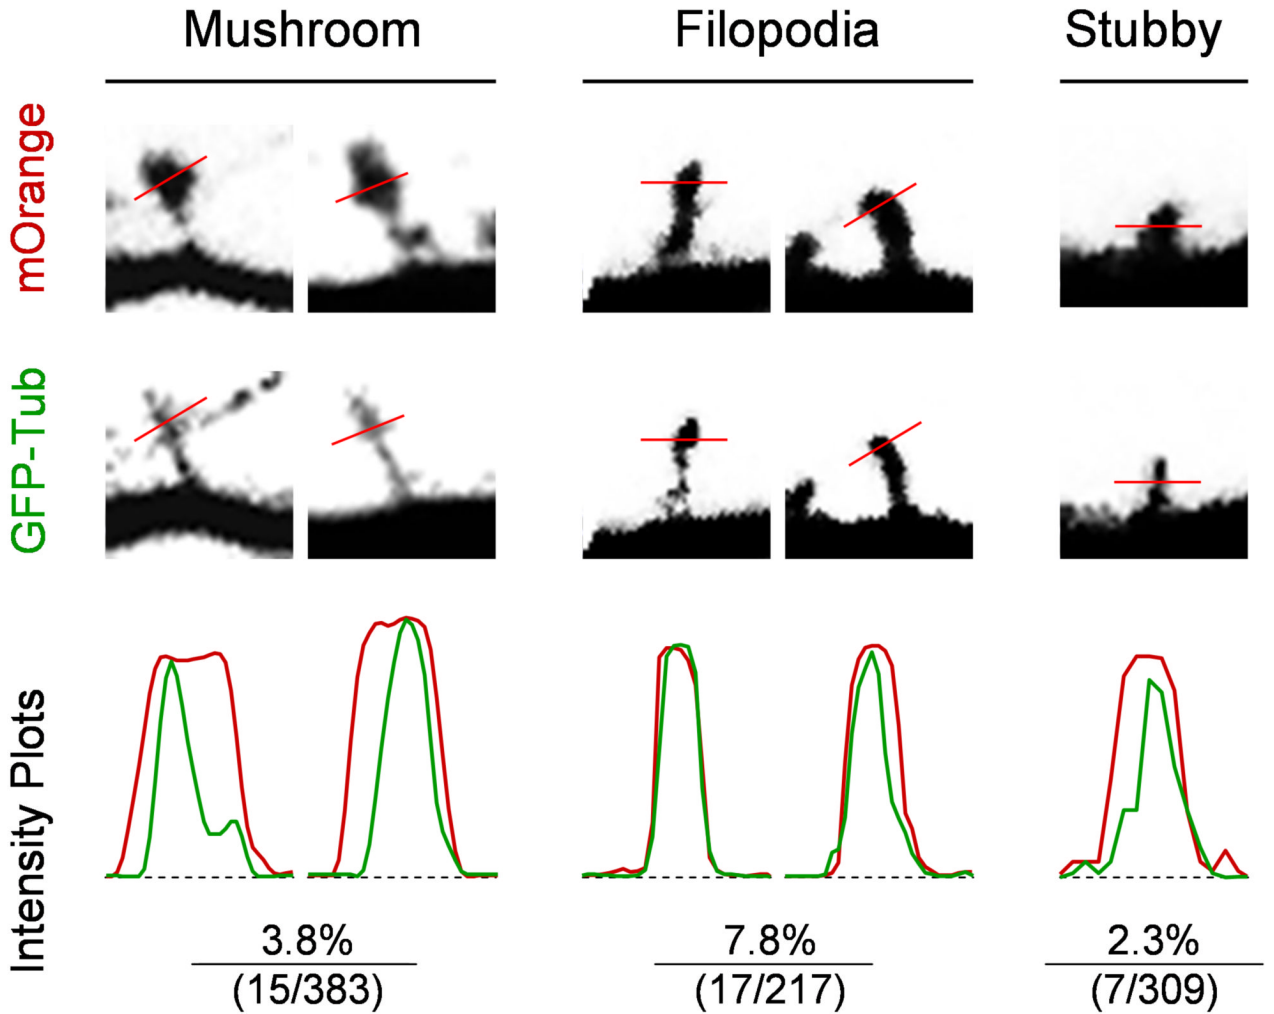 Mushroom
Filopodia
Stubby
mOrange
GFP-Tub
Intensity Plots
3.8%
(15/383)
7.8%
(17/217)
2.3%
(7/309)